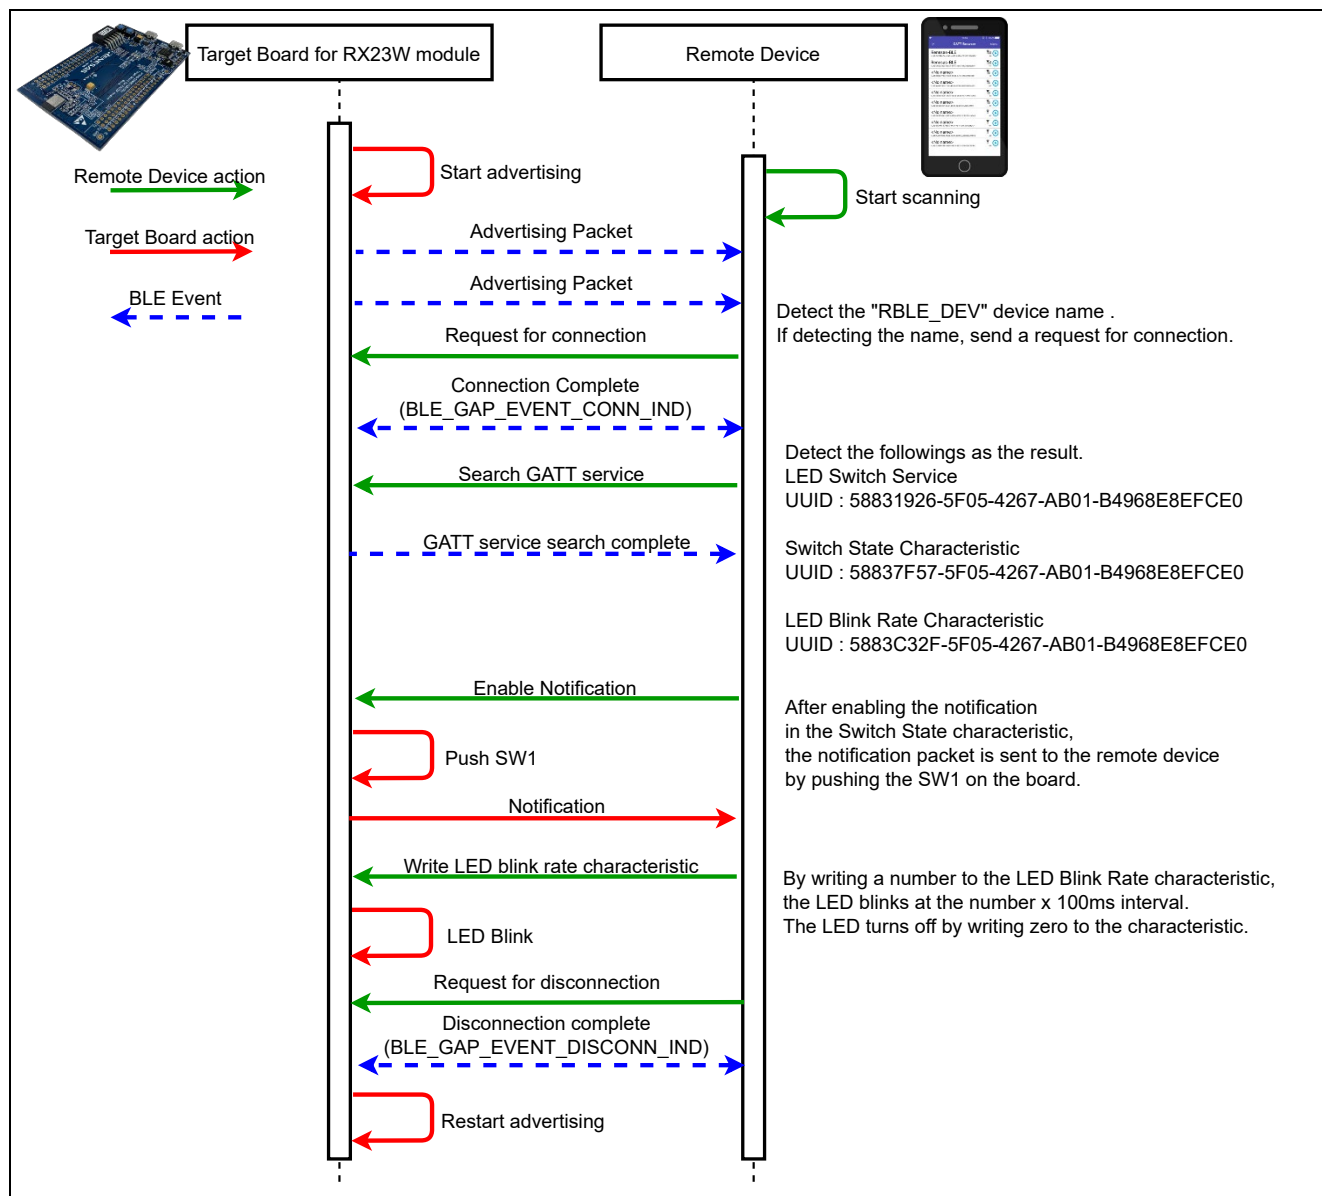 Target Board for RX23W module
Remote Device
Remote Device action
Target Board action
BLE Event
Start advertising
Start scanning
Advertising Packet
Advertising Packet
Detect the "RBLE_DEV" device name .
If detecting the name, send a request for connection.
Request for connection
Connection Complete
(BLE_GAP_EVENT_CONN_IND)
Search GATT service
Detect the followings as the result.
LED Switch Service
UUID : 58831926-5F05-4267-AB01-B4968E8EFCE0
GATT service search complete
Switch State Characteristic
UUID : 58837F57-5F05-4267-AB01-B4968E8EFCE0
LED Blink Rate Characteristic
UUID : 5883C32F-5F05-4267-AB01-B4968E8EFCE0
Enable Notification
After enabling the notification
in the Switch State characteristic,
the notification packet is sent to the remote device
by pushing the SW1 on the board.
Push SW1
Notification
Write LED blink rate characteristic
By writing a number to the LED Blink Rate characteristic,
the LED blinks at the number x 100ms interval.
The LED turns off by writing zero to the characteristic.
LED Blink
Request for disconnection
Disconnection complete
(BLE_GAP_EVENT_DISCONN_IND)
Restart advertising